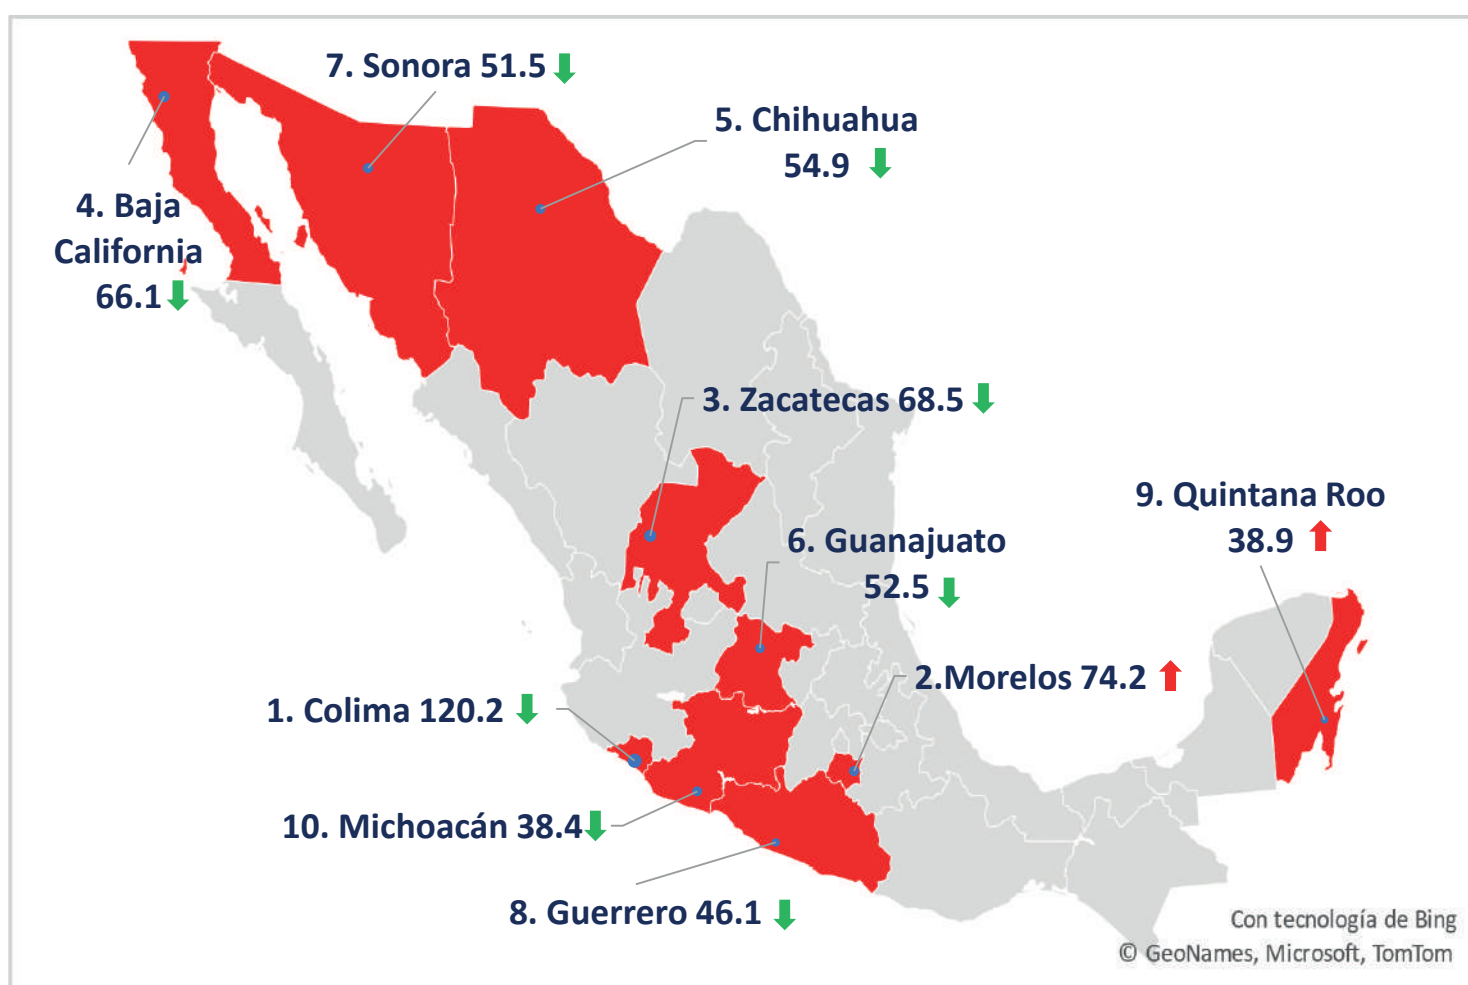 7. Sonora 51.5
5. Chihuahua
54.9
4. Baja
California
66.1
3. Zacatecas 68.5
9. Quintana Roo
38.9
6. Guanajuato
52.5
2.Morelos 74.2
1. Colima 120.2
10. Michoacán 38.4
8. Guerrero 46.1
Con tecnología de Bing
© GeoNames, Microsoft, TomTom